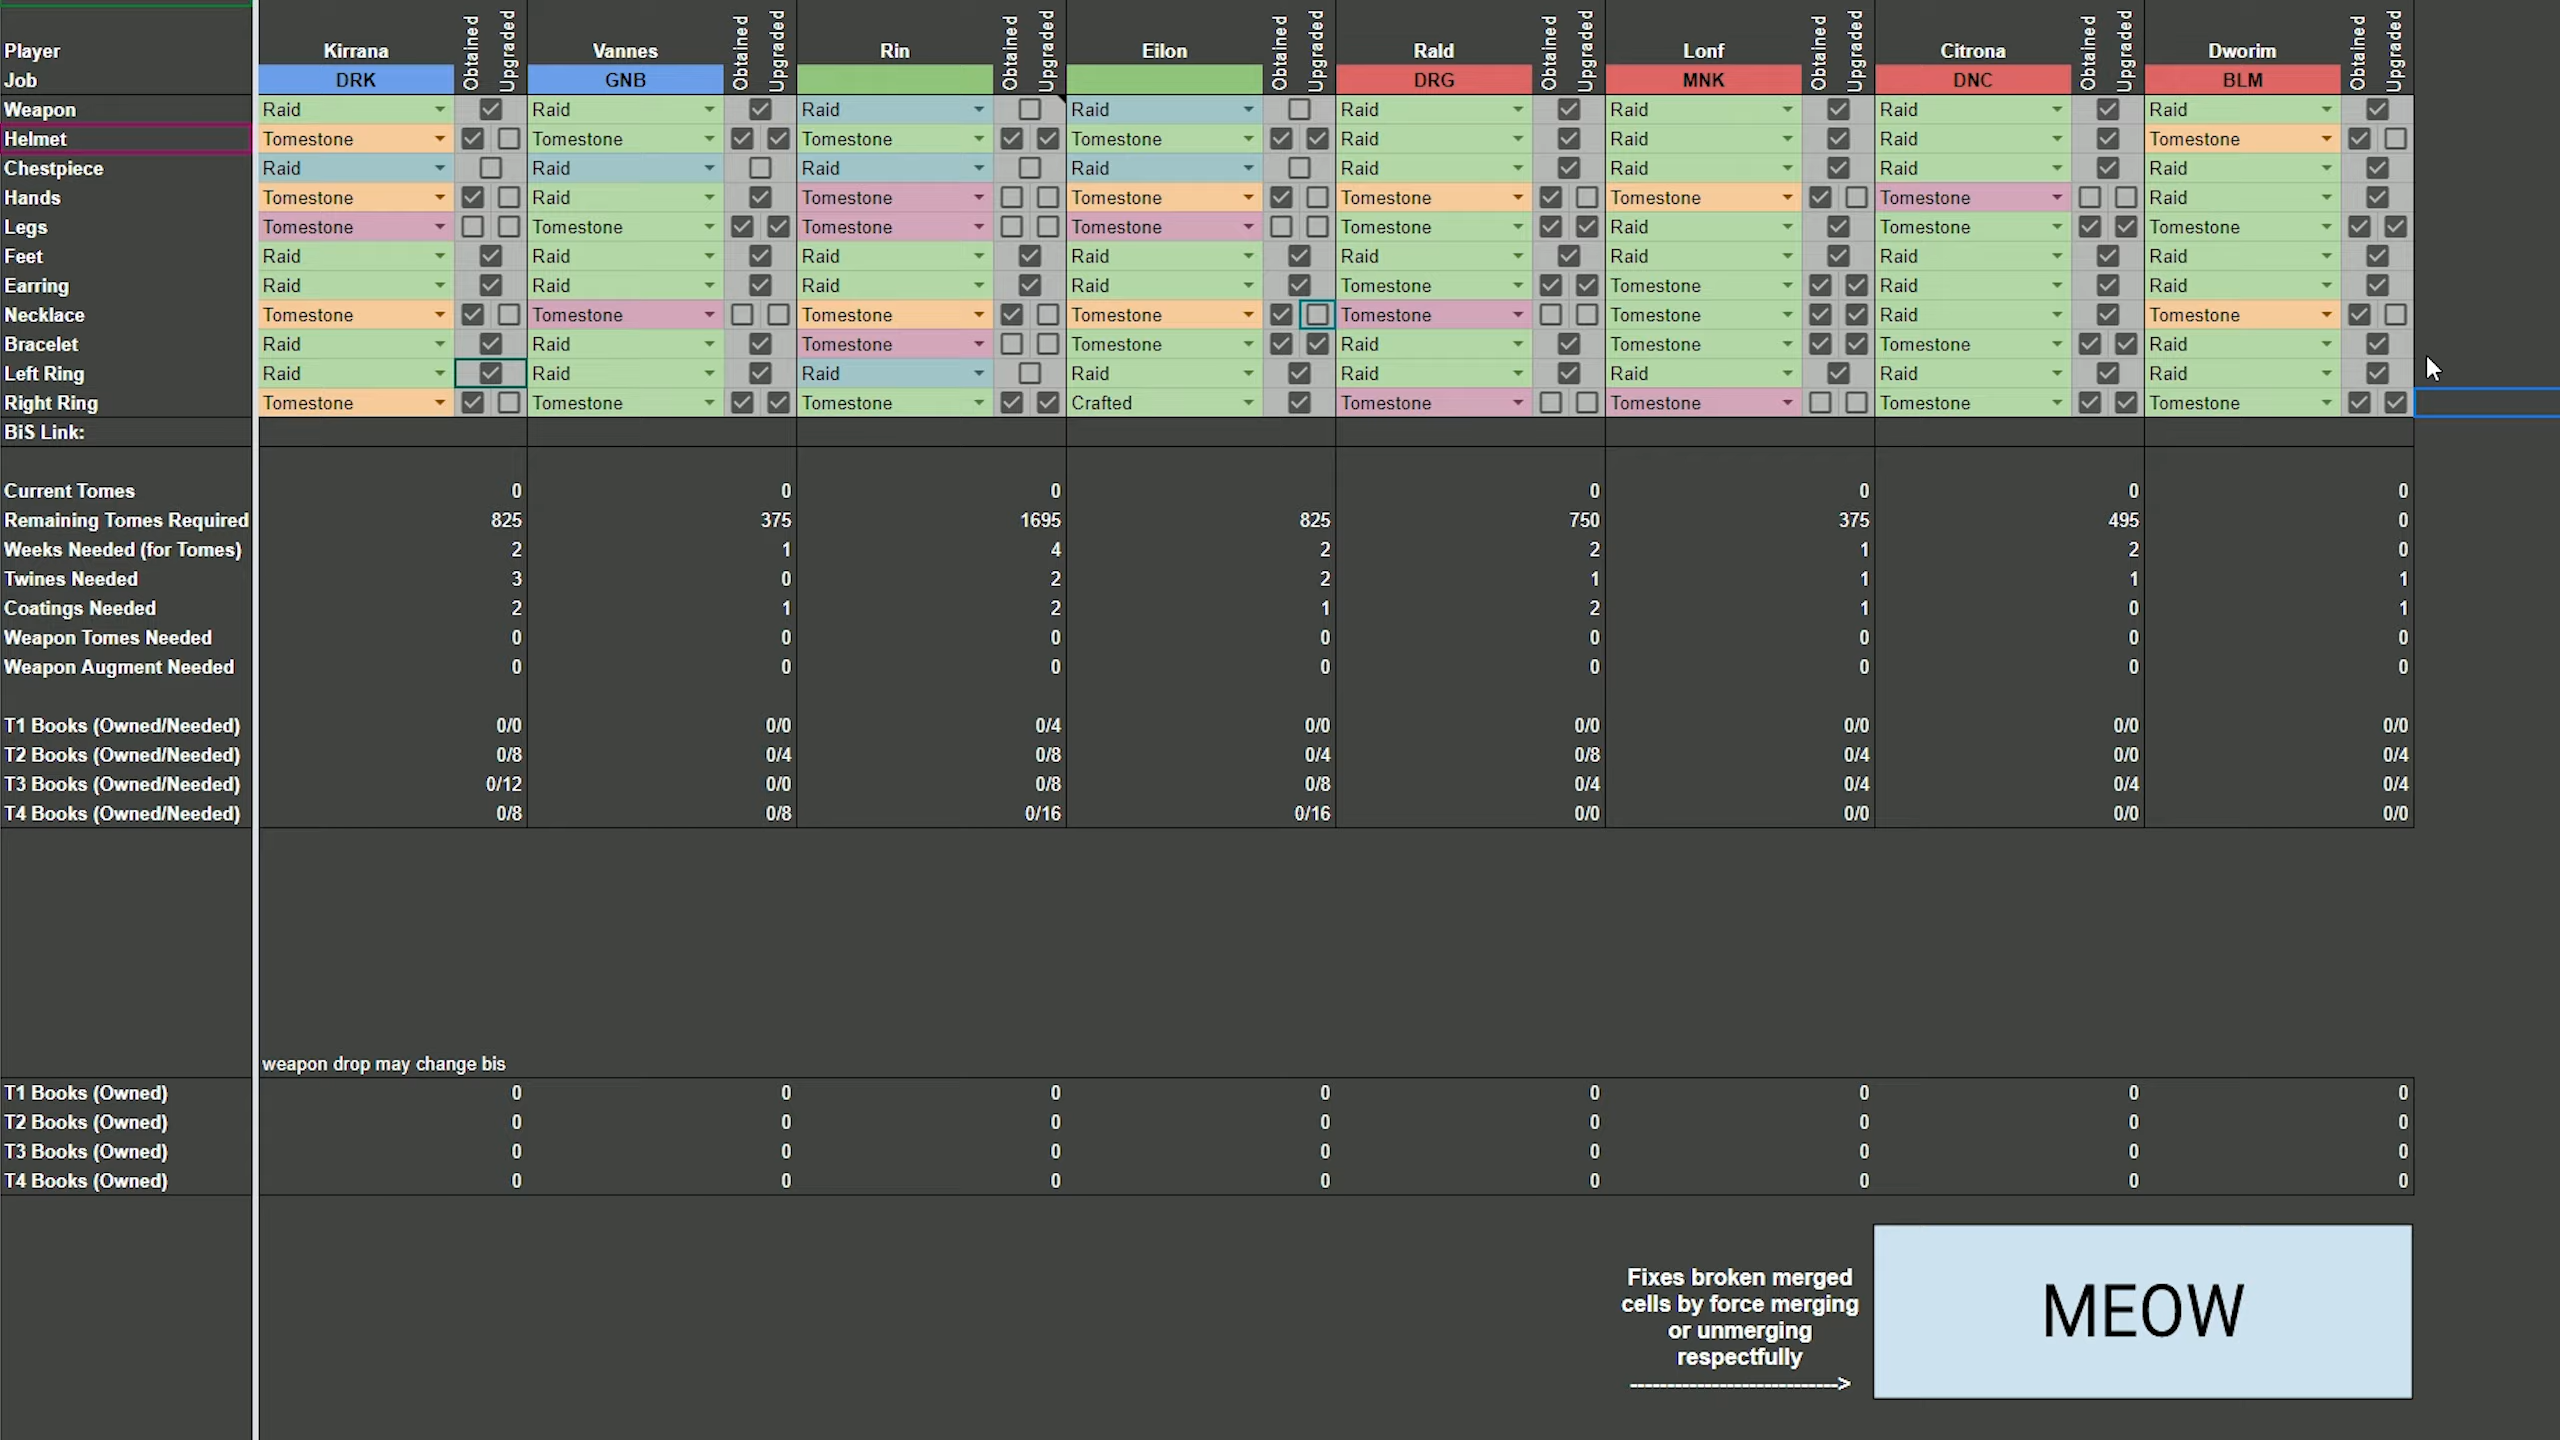 Player Kirrana Obtained Upgraded Vannes Obtained Upgraded Rin Obtained Upgraded Eilon Obtained Upgraded Rald Obtained Upgraded Lonf Obtained Upgraded Citrona Obtained Upgraded Dworim Obtained Upgraded
Job DRK GNB DRG MNK DNC BLM
Weapon Raid Raid Raid Raid Raid Raid Raid Raid
Helmet Tomestone Tomestone Tomestone Tomestone Raid Raid Raid Tomestone
Chestpiece Raid Raid Raid Raid Raid Raid Raid Raid
Hands Tomestone Raid Tomestone Tomestone Tomestone Tomestone Tomestone Raid
Legs Tomestone Tomestone Tomestone Tomestone Tomestone Raid Tomestone Tomestone
Feet Raid Raid Raid Raid Raid Raid Raid Raid
Earring Raid Raid Raid Raid Tomestone Tomestone Raid Raid
Necklace Tomestone Tomestone Tomestone Tomestone Tomestone Tomestone Raid Tomestone
Bracelet Raid Raid Tomestone Tomestone Raid Tomestone Tomestone Raid
Left Ring Raid Raid Raid Raid Raid Raid Raid Raid
Right Ring Tomestone Tomestone Tomestone Crafted Tomestone Tomestone Tomestone Tomestone
BiS Link:
Current Tomes 0 0 0 0 0 0 0
Remaining Tomes Required 825 375 1695 825 750 375 495 0
Weeks Needed (for Tomes) 2 1 4 2 2 1 2 0
Twines Needed 3 0 2 2 1 1 1 1
Coatings Needed 2 1 2 1 2 1 0 1
Weapon Tomes Needed 0 0 0 0 0 0 0 0
Weapon Augment Needed 0 0 0 0 0 0 0 0
T1 Books (Owned/Needed) 0/0 0/0 0/4 0/0 0/0 0/0 0/0 0/0
T2 Books (Owned/Needed) 0/8 0/4 0/8 0/4 0/8 0/4 0/0 0/4
T3 Books (Owned/Needed) 0/12 0/0 0/8 0/8 0/4 0/4 0/4 0/4
T4 Books (Owned/Needed) 0/8 0/8 0/16 0/16 0/0 0/0 0/0 0/0
weapon drop may change bis
T1 Books (Owned) 0 0 0 0 0 0 0 0
T2 Books (Owned) 0 0 0 0 0 0 0 0
T3 Books (Owned) 0 0 0 0 0 0 0 0
T4 Books (Owned) 0 0 0 0 0 0 0 0
Fixes broken merged
cells by force merging
or unmerging
respectfully
---------------------------->
MEOW